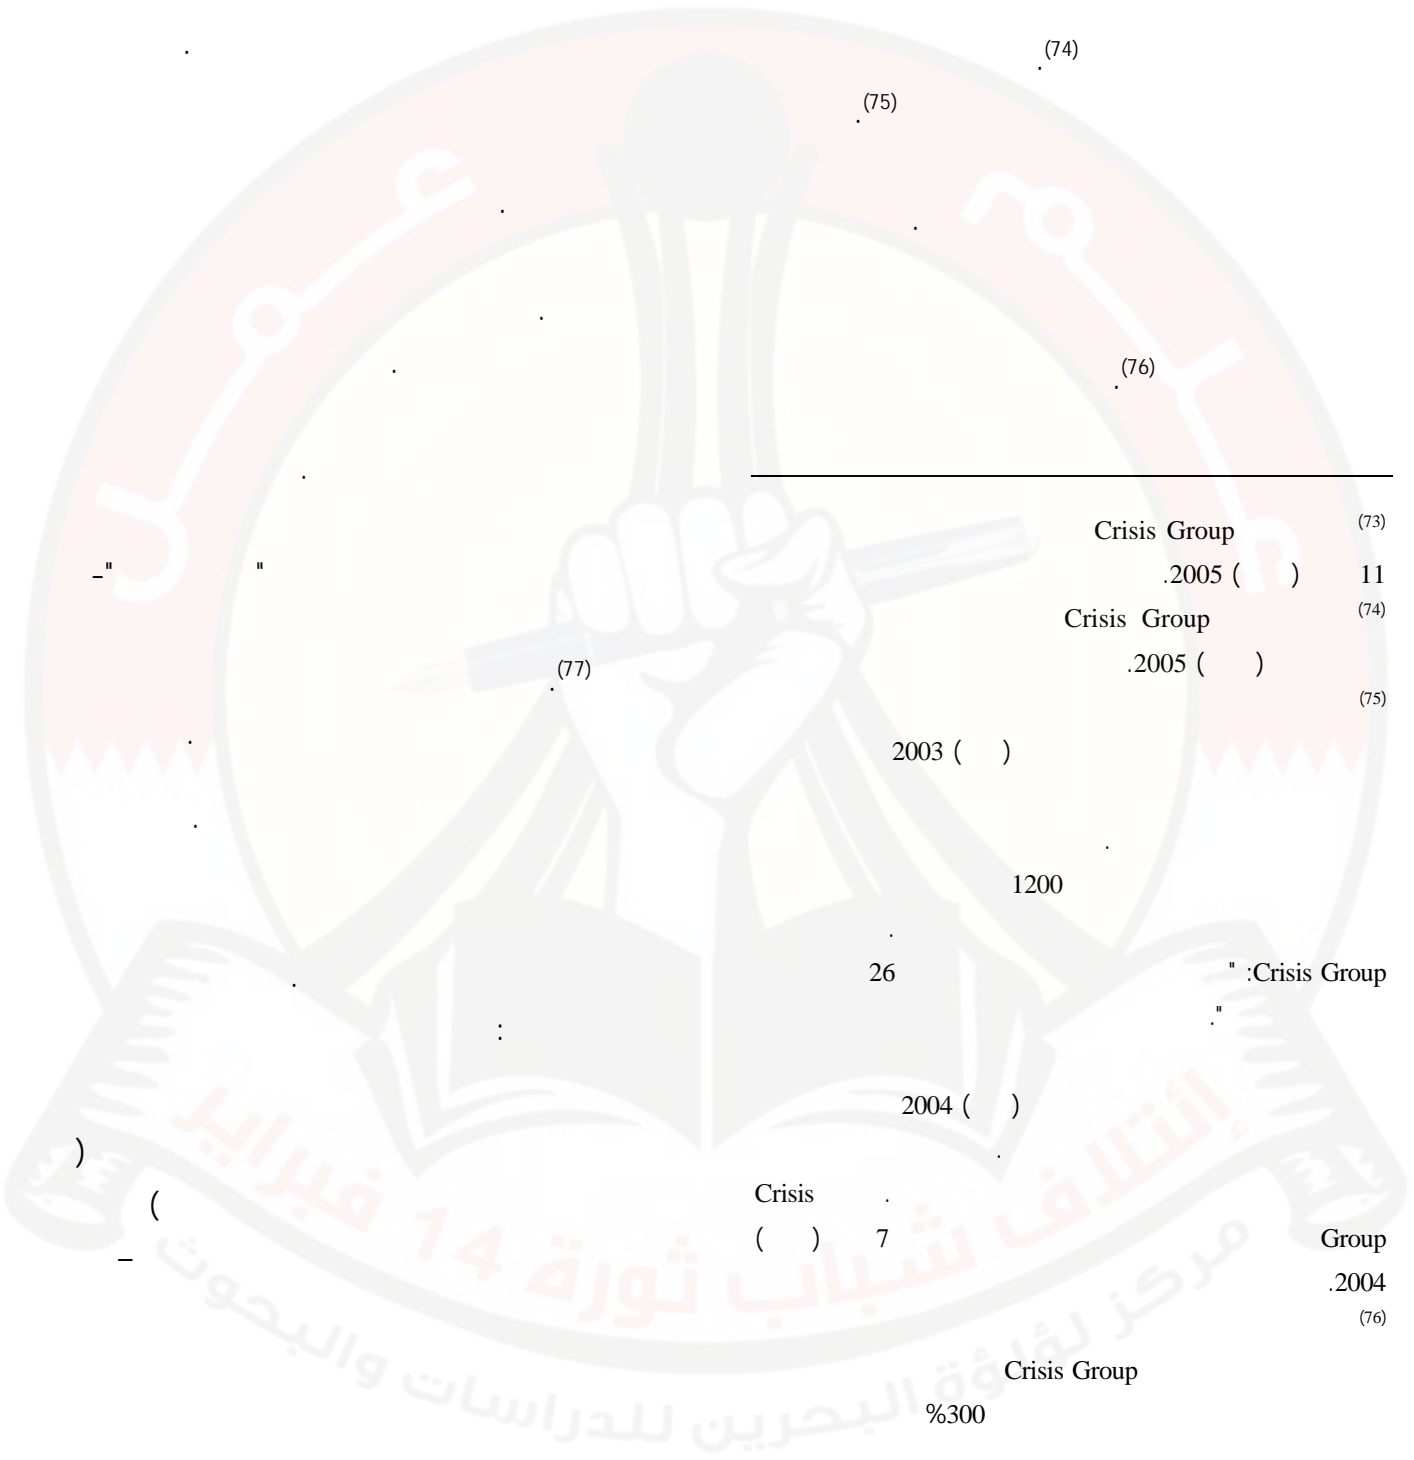 (74).
(75).
.
(76).
(73) Crisis Group
11 ( ) 2005.
(74) Crisis Group
( ) 2005.
(75)
( ) 2003
.
1200
.
Crisis Group: " 26
".
( ) 2004
.
. Crisis
Group 7 ( )
2004.
(76)
Crisis Group
%300
.
.
.
.
.
" "–
(77).
.
.
.
:
(
)
–
عالم عمل
إئتلاف شباب ثورة 14 فبراير
مركز لؤلؤة البحرين للدراسات والبحوث